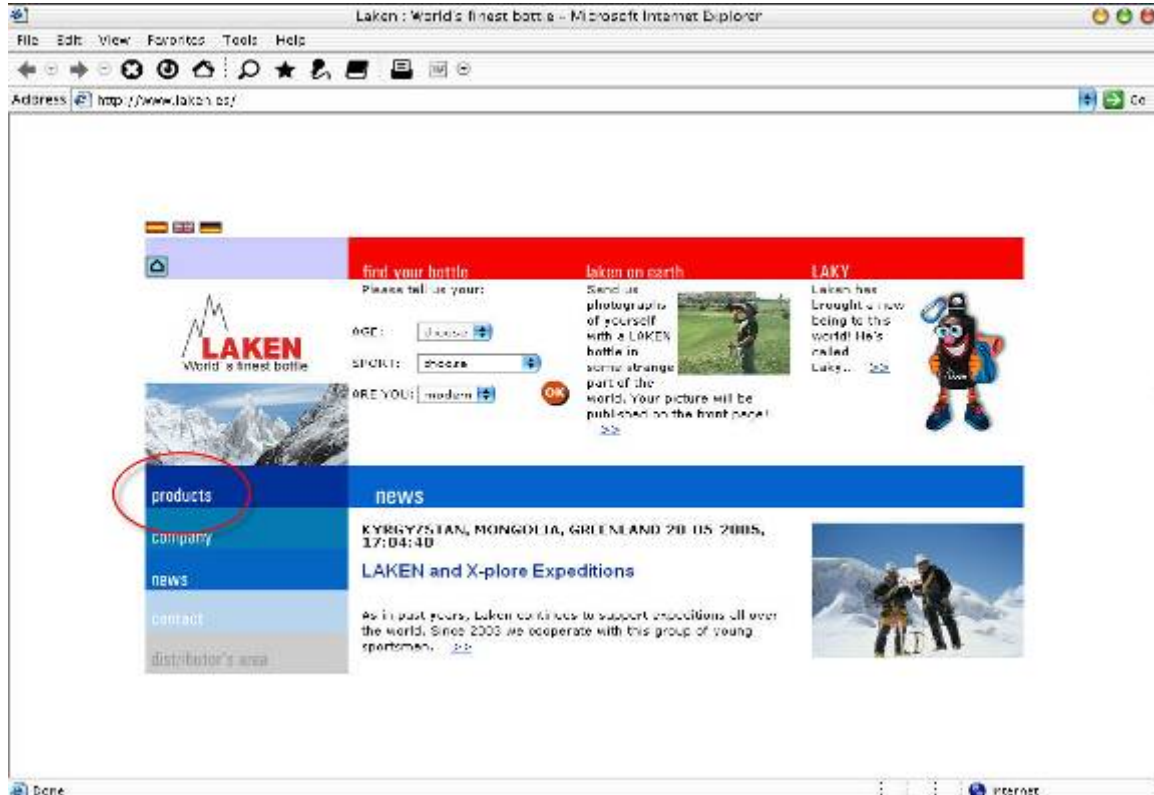 Laken : World's finest bottle - Microsoft Internet Explorer
File Edit View Favorites Tools Help
Address http://www.laken.es/ Go
find your bottle
Please tell us your:
AGE: choose
SPORT: choose
ARE YOU: modern OK
laken on earth
Send us
photographs
of yourself
with a LAKEN
bottle in
some strange
part of the
world. Your picture will be
published on the front page!
>>
LAKY
Laken has
brought a new
being to this
world! He's
called
Laky... >>
LAKEN
World's finest bottle
products
company
news
contact
distributor's area
news
KYRGYZSTAN, MONGOLIA, GREENLAND 20-05-2005,
17:04:40
LAKEN and X-plore Expeditions
As in past years, Laken continues to support expeditions all over
the world. Since 2003 we cooperate with this group of young
sportsmen. >>
Done
Internet